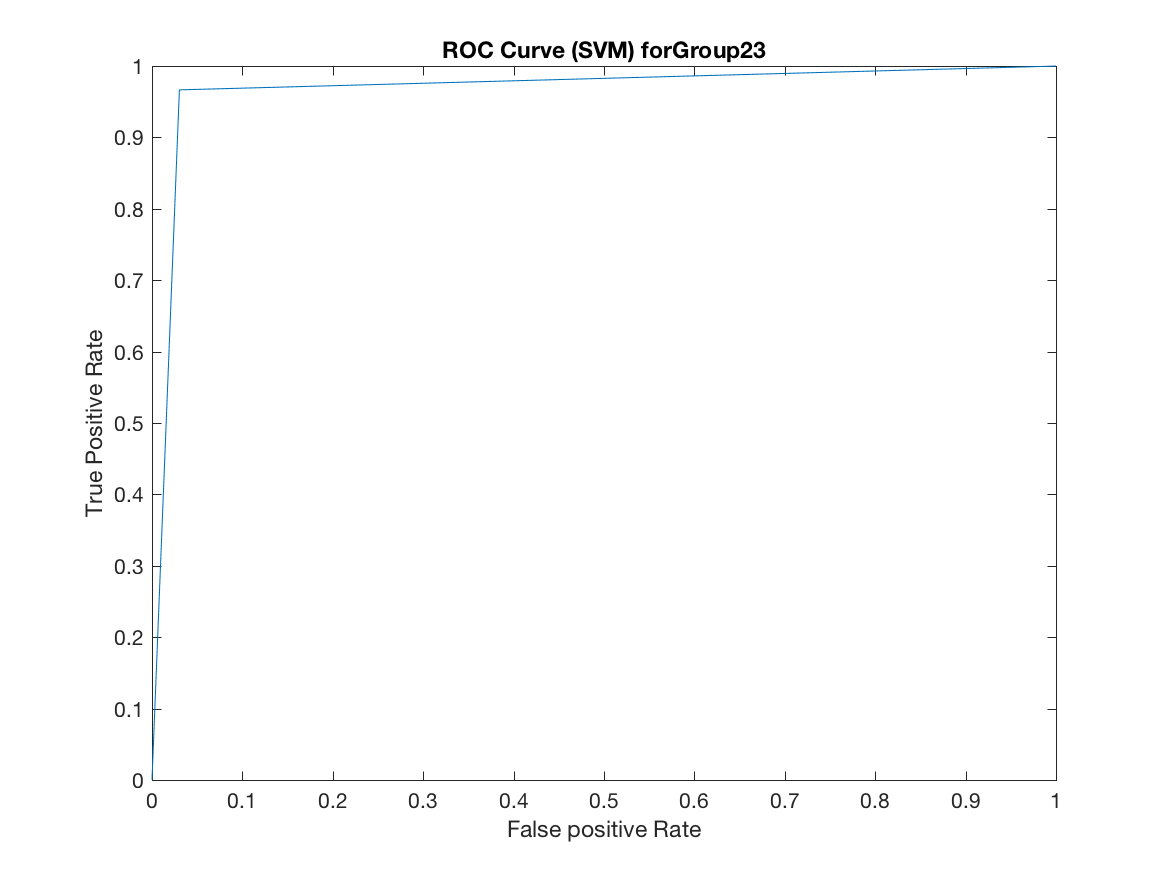 ROC Curve (SVM) forGroup23
1
0.9
0.8
0.7
0.6
0.5
0.4
0.3
0.2
0.1
0
True Positive Rate
0 0.1 0.2 0.3 0.4 0.5 0.6 0.7 0.8 0.9 1
False positive Rate